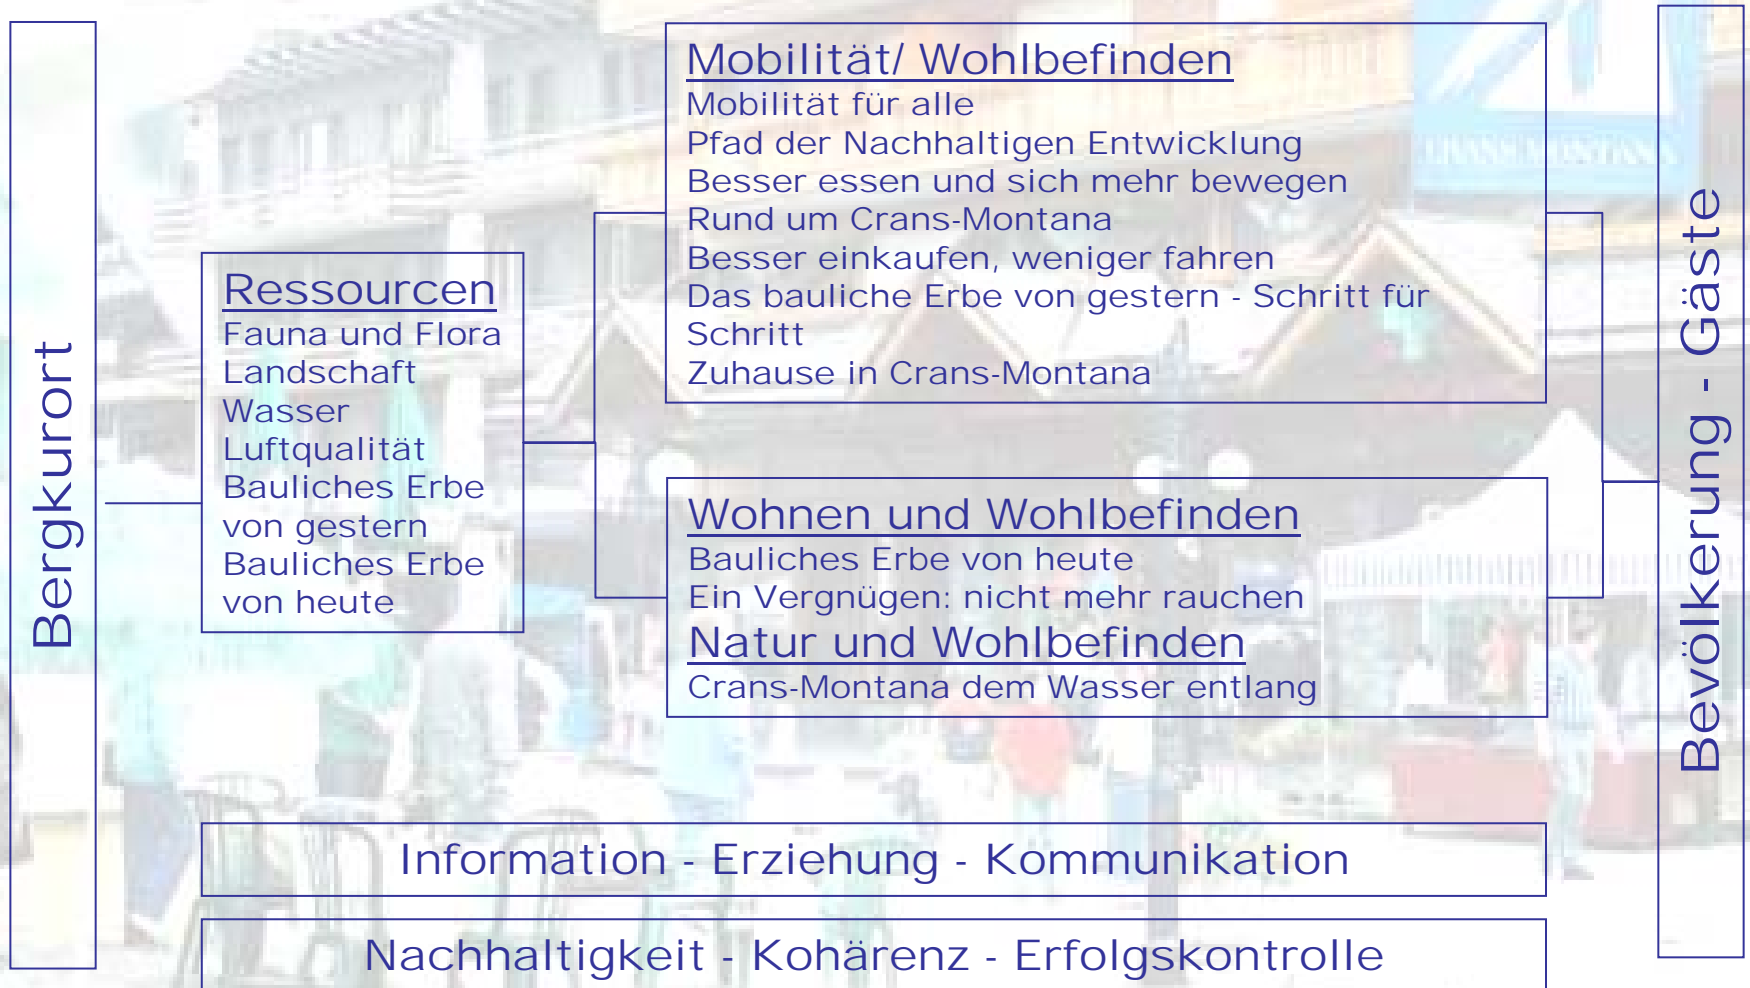 Bergkurort
Ressourcen
Fauna und Flora
Landschaft
Wasser
Luftqualität
Bauliches Erbe
von gestern
Bauliches Erbe
von heute
Mobilität/ Wohlbefinden
Mobilität für alle
Pfad der Nachhaltigen Entwicklung
Besser essen und sich mehr bewegen
Rund um Crans-Montana
Besser einkaufen, weniger fahren
Das bauliche Erbe von gestern - Schritt für
Schritt
Zuhause in Crans-Montana
Wohnen und Wohlbefinden
Bauliches Erbe von heute
Ein Vergnügen: nicht mehr rauchen
Natur und Wohlbefinden
Crans-Montana dem Wasser entlang
Bevölkerung - Gäste
CRANS MONTANA
Information - Erziehung - Kommunikation
Nachhaltigkeit - Kohärenz - Erfolgskontrolle